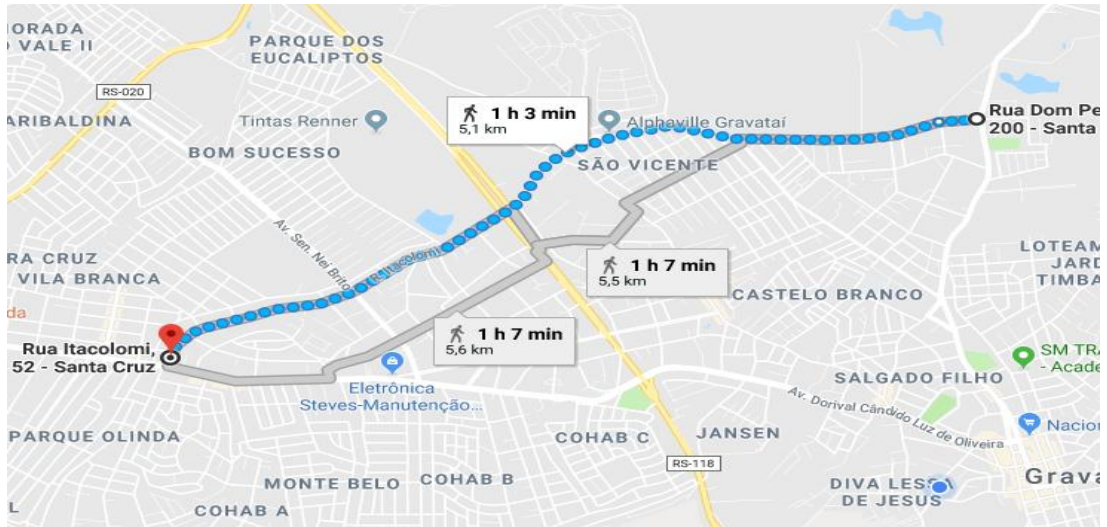 MORADA
VALE II
PARQUE DOS
EUCALIPTOS
RS-020
1 h 3 min
5,1 km
Rua Dom Pe
200 - Santa
ARIBALDINA
Tintas Renner
Alphaville Gravataí
BOM SUCESSO
SÃO VICENTE
Av. Sen. Nei Brito
R. Itacolomi
RA CRUZ
VILA BRANCA
1 h 7 min
5,5 km
LOTEAM
JARD
TIMBA
CASTELO BRANCO
da
1 h 7 min
5,6 km
Rua Itacolomi,
52 - Santa Cruz
Eletrônica
Steves-Manutenção...
SM TRA
- Acade
SALGADO FILHO
Av. Dorival Cândido Luz de Oliveira
Nacion
PARQUE OLINDA
COHAB C
JANSEN
RS-118
Grava
MONTE BELO
COHAB B
DIVA LESSA
DE JESUS
COHAB A
L